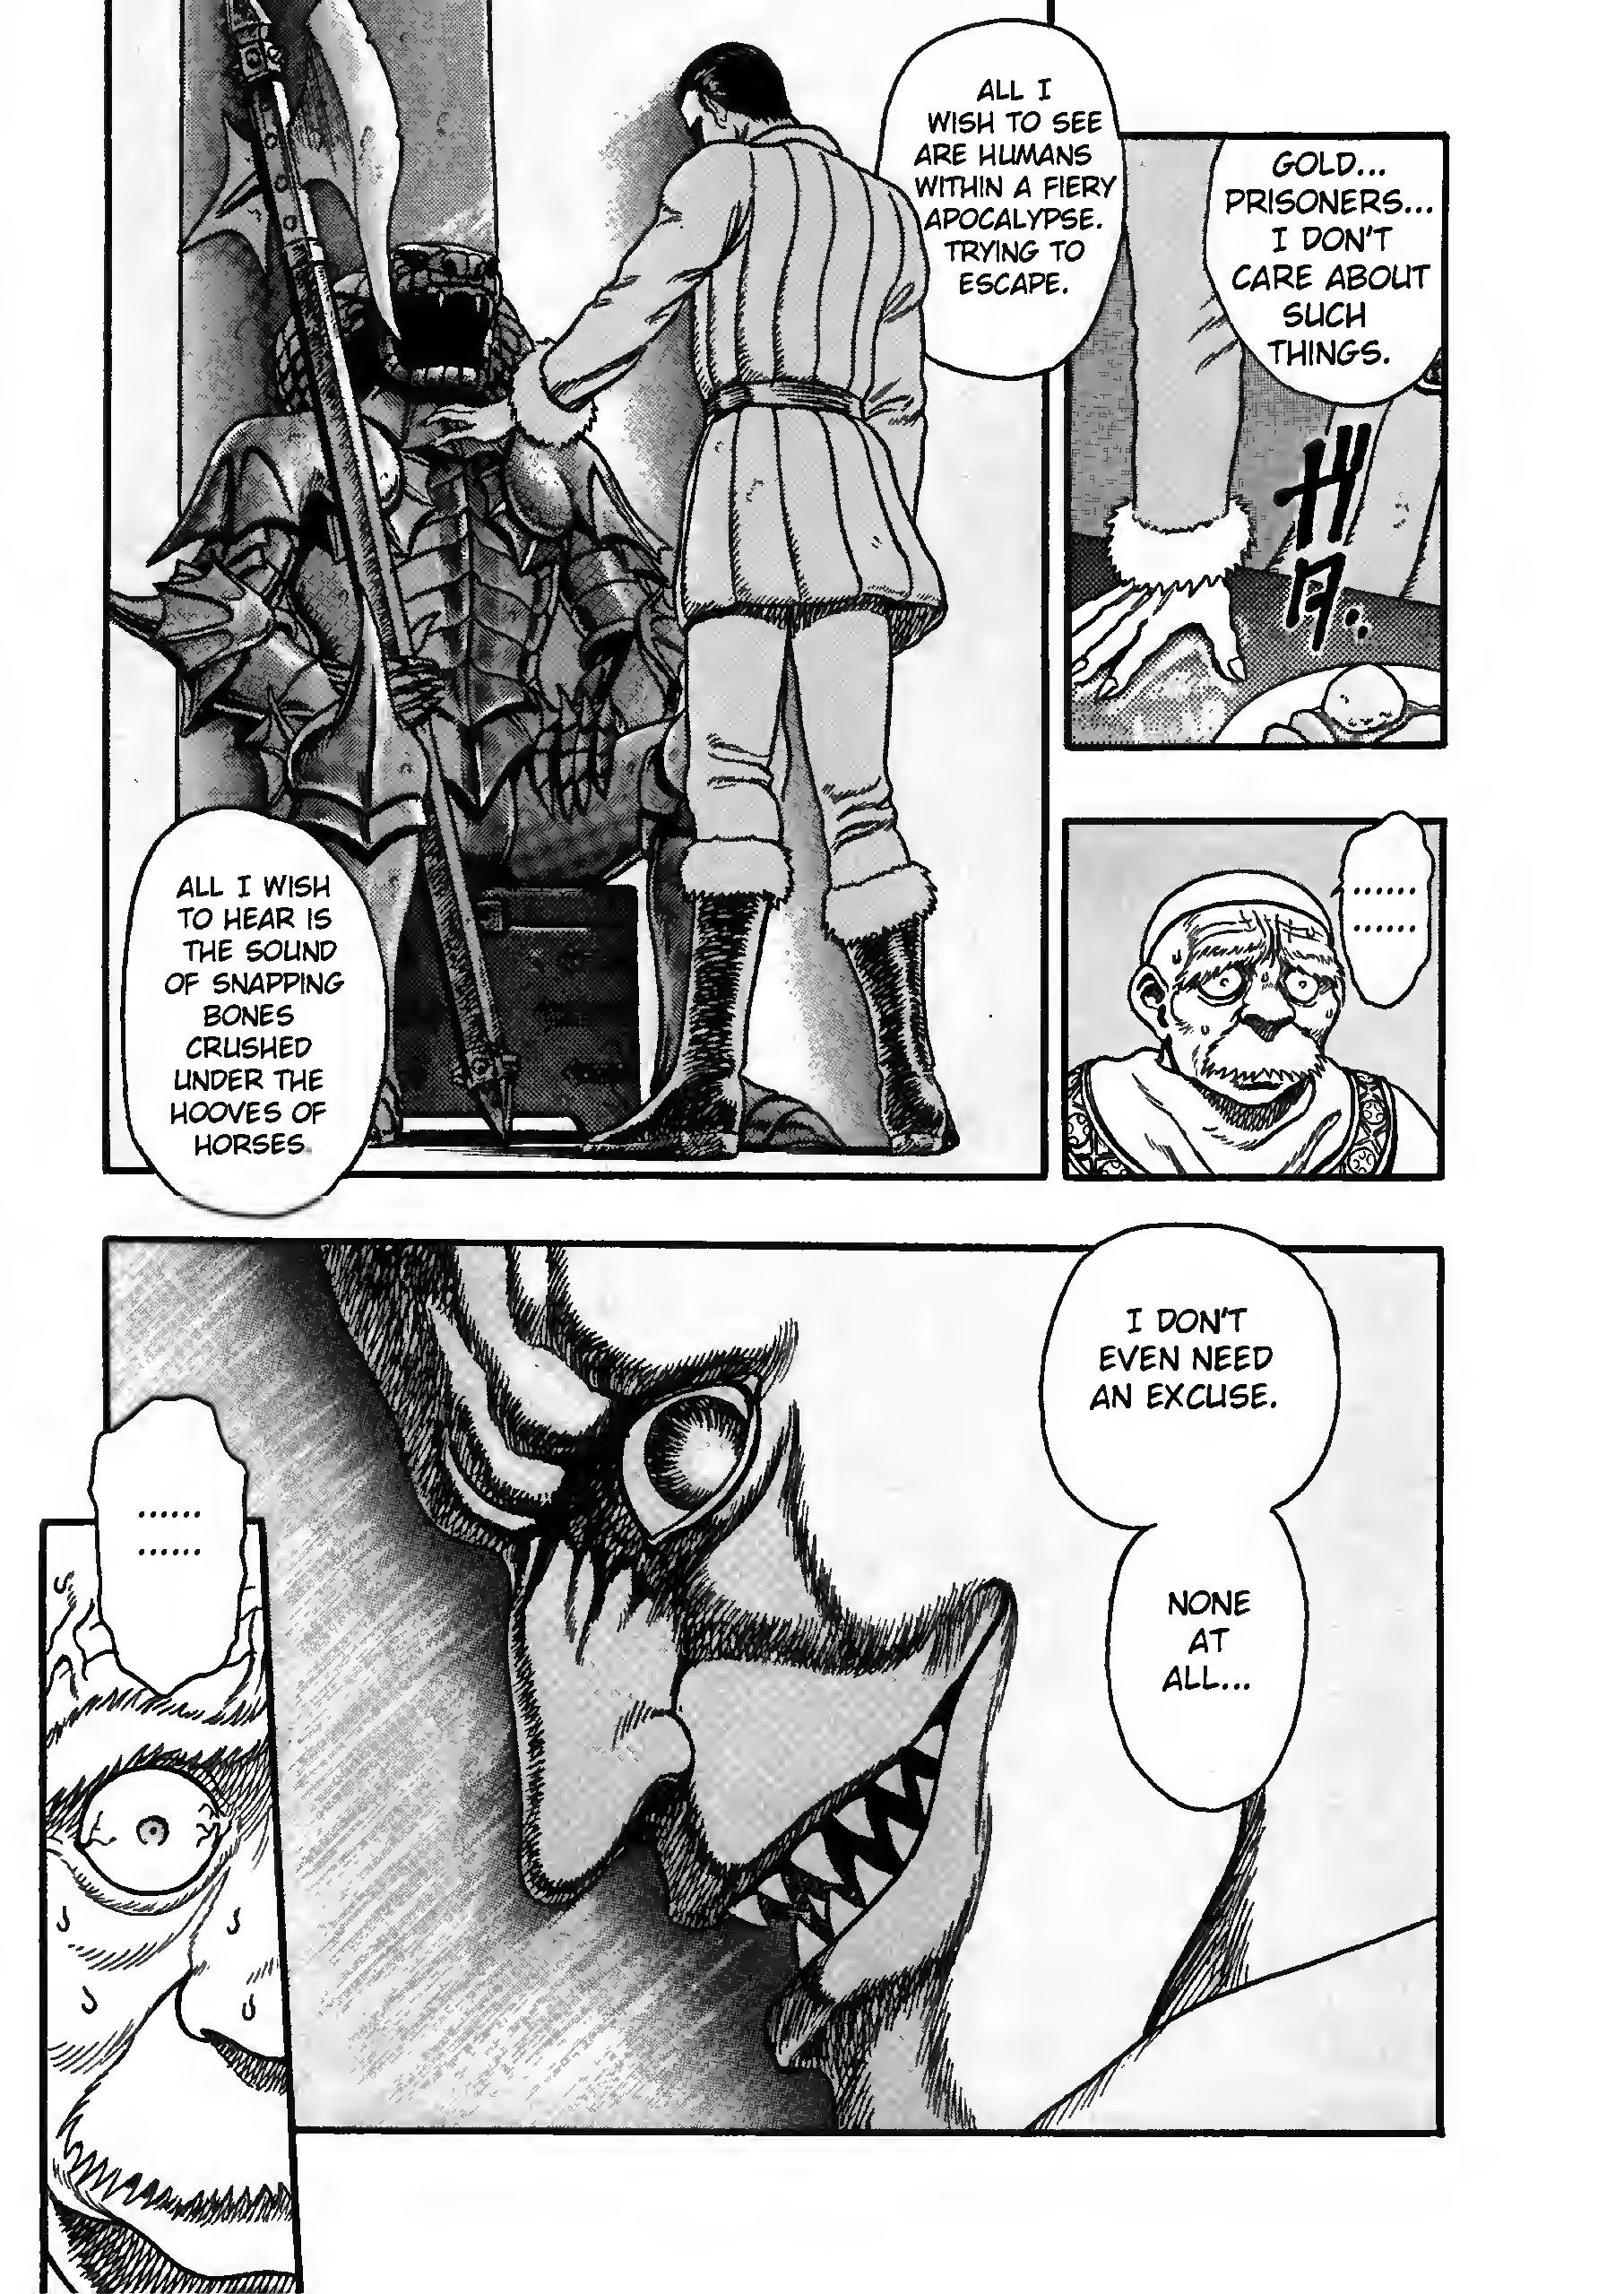 GOLD...
PRISONERS...
I DON'T
CARE ABOUT
SUCH
THINGS.
ガタ..
......
......
ALL I
WISH TO SEE
ARE HUMANS
WITHIN A FIERY
APOCALYPSE.
TRYING TO
ESCAPE.
ALL I WISH
TO HEAR IS
THE SOUND
OF SNAPPING
BONES
CRUSHED
UNDER THE
HOOVES OF
HORSES.
I DON'T
EVEN NEED
AN EXCUSE.
NONE
AT
ALL...
......
......